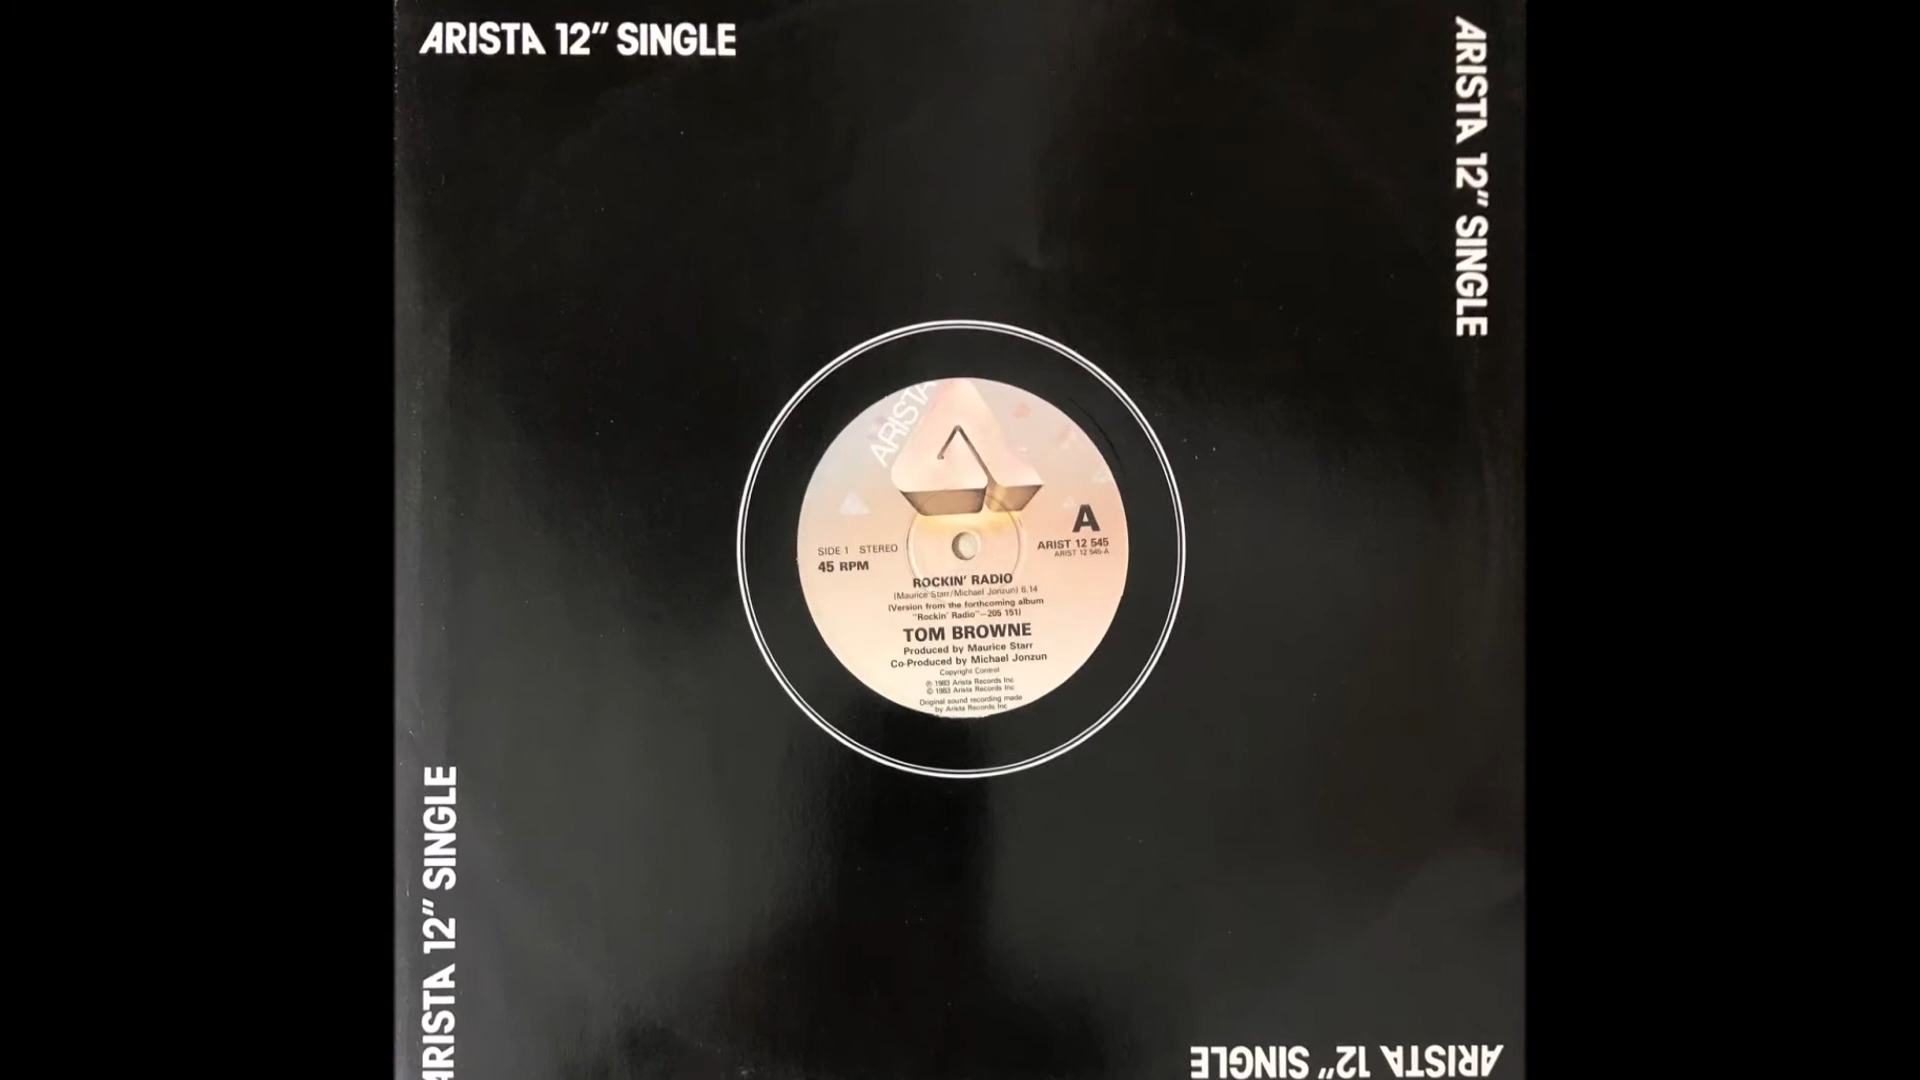 ARISTA 12" SINGLE
ARISTA 12" SINGLE
ARISTA
A
SIDE 1 STEREO
45 RPM
ARIST 12 545
ARIST 12 545-A
ROCKIN' RADIO
(Maurice Starr/Michael Jonzun) 6.14
(Version from the forthcoming album
"Rockin' Radio"—205 151)
TOM BROWNE
Produced by Maurice Starr
Co-Produced by Michael Jonzun
Copyright Control
℗ 1983 Arista Records Inc
© 1983 Arista Records Inc
Original sound recording made
by Arista Records Inc
ARISTA 12" SINGLE
ARISTA 12" SINGLE